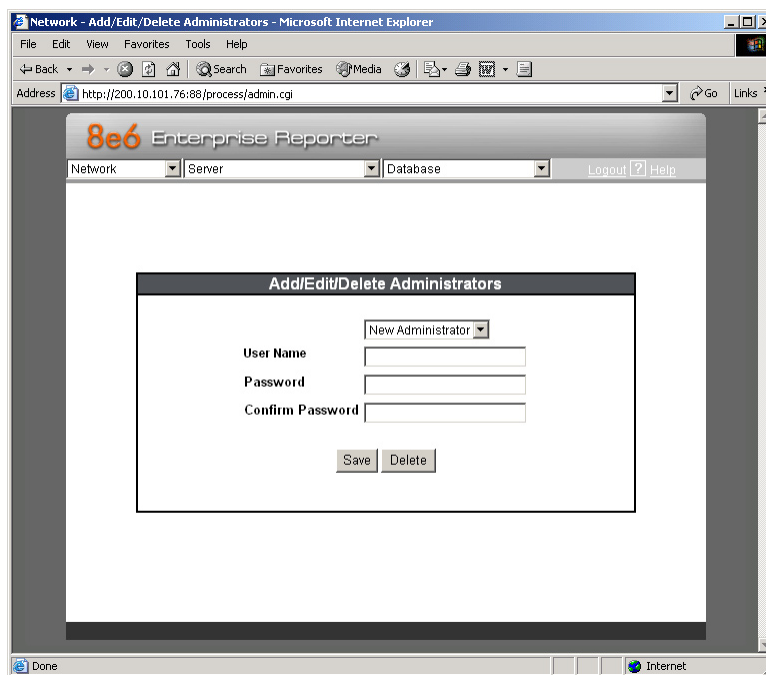 Network - Add/Edit/Delete Administrators - Microsoft Internet Explorer
File Edit View Favorites Tools Help
Back Search Favorites Media
Address http://200.10.101.76:88/process/admin.cgi Go Links
8e6 Enterprise Reporter
Network Server Database Logout ? Help
Add/Edit/Delete Administrators
New Administrator
User Name
Password
Confirm Password
Save Delete
Done Internet